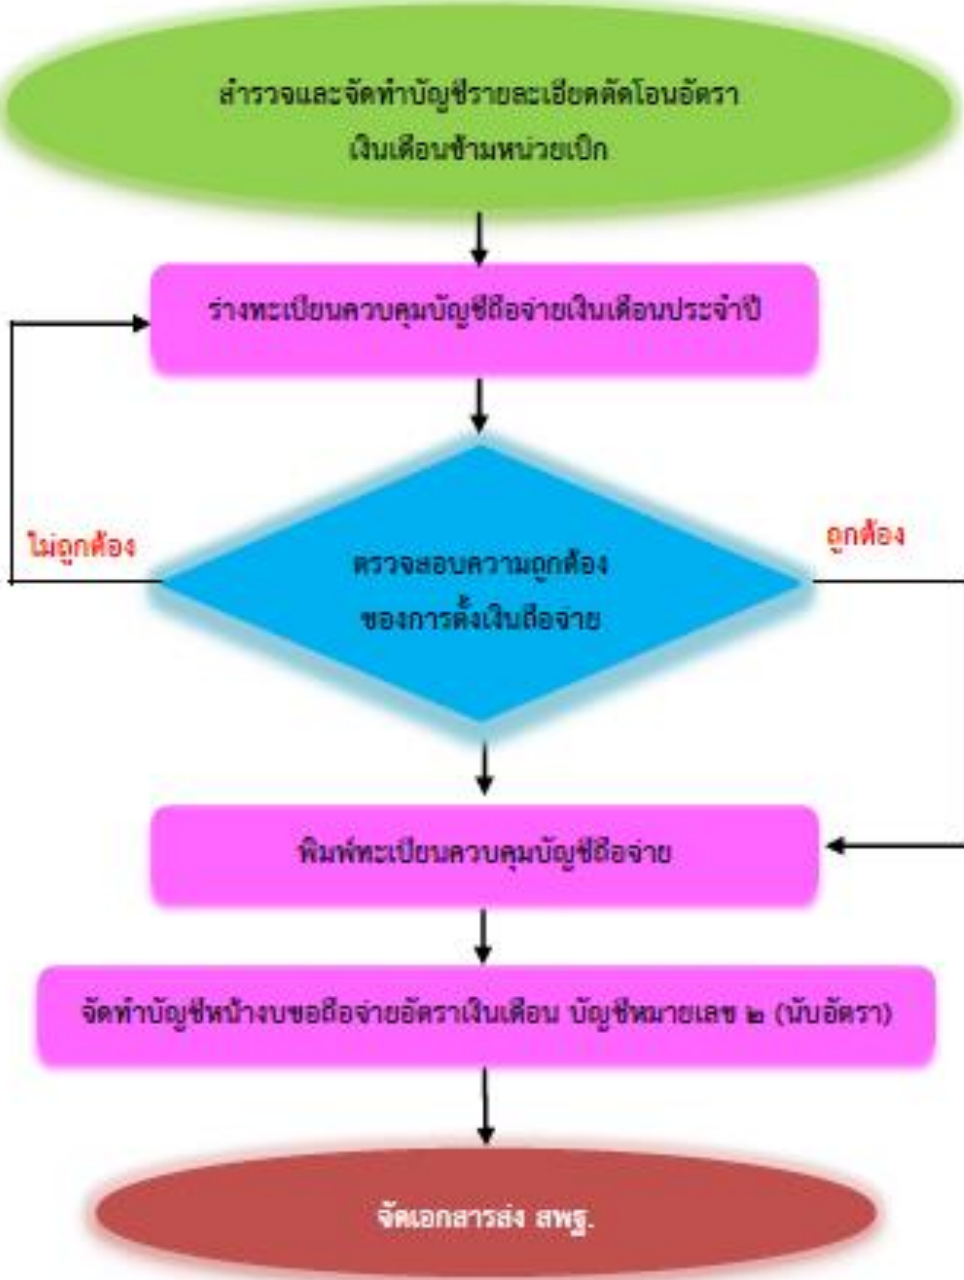 สำรวจและจัดทำบัญชีรายละเอียดตัดโอนอัตรา
เงินเดือนข้ามหน่วยเบิก
ร่างทะเบียนควบคุมบัญชีถือจ่ายเงินเดือนประจำปี
ไม่ถูกต้อง
ถูกต้อง
ตรวจสอบความถูกต้อง
ของการตั้งเงินถือจ่าย
พิมพ์ทะเบียนควบคุมบัญชีถือจ่าย
จัดทำบัญชีหน้างบขอถือจ่ายอัตราเงินเดือน บัญชีหมายเลข ๒ (นับอัตรา)
จัดเอกสารส่ง สพฐ.